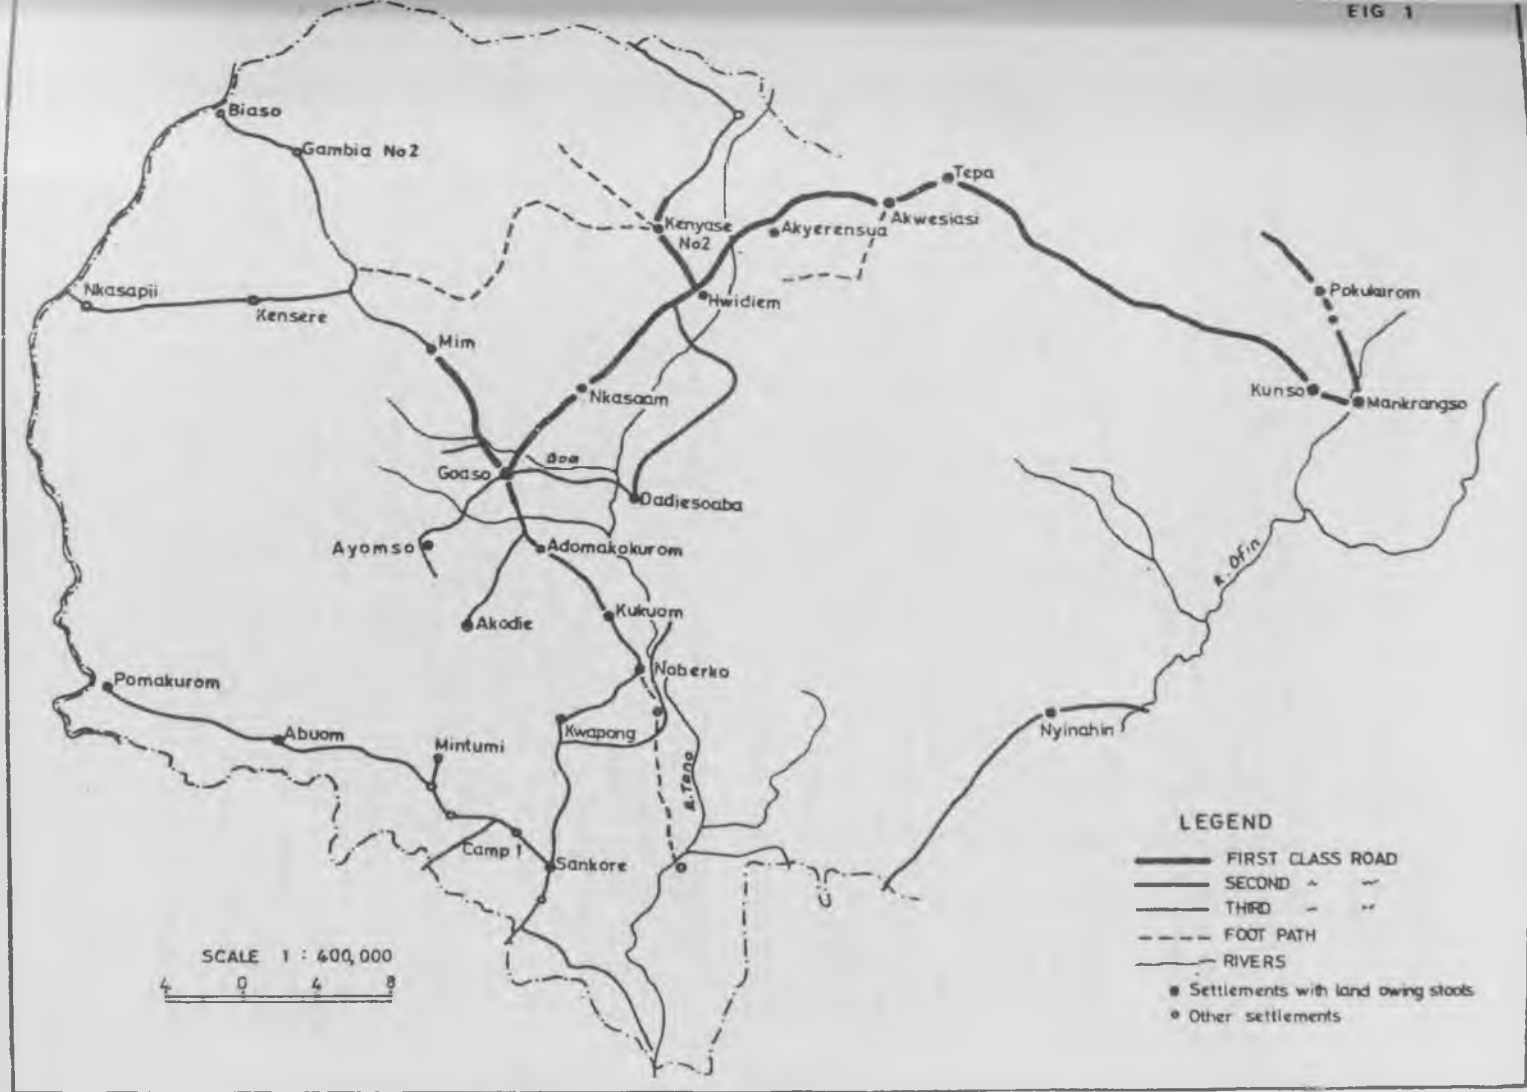 EIG 1
Biaso
Gambia No2
Tepa
Kenyase
No2
Akyerensua
Akwesiasi
Nkasapii
Kensere
Hwidiem
Pokukurom
Mim
Nkasaam
Kunso
Mankrangso
Goaso
Goa
Dadiesoaba
Ayomso
Adomakokurom
R. Ofin
Akodie
Kukuom
Noberko
Pomakurom
Abuom
Mintumi
Kwapong
Nyinahin
R. Tano
Camp 1
Sankore
LEGEND
FIRST CLASS ROAD
SECOND " "
THIRD " "
FOOT PATH
RIVERS
Settlements with land owing stools
Other settlements
SCALE 1 : 400,000
4 0 4 8